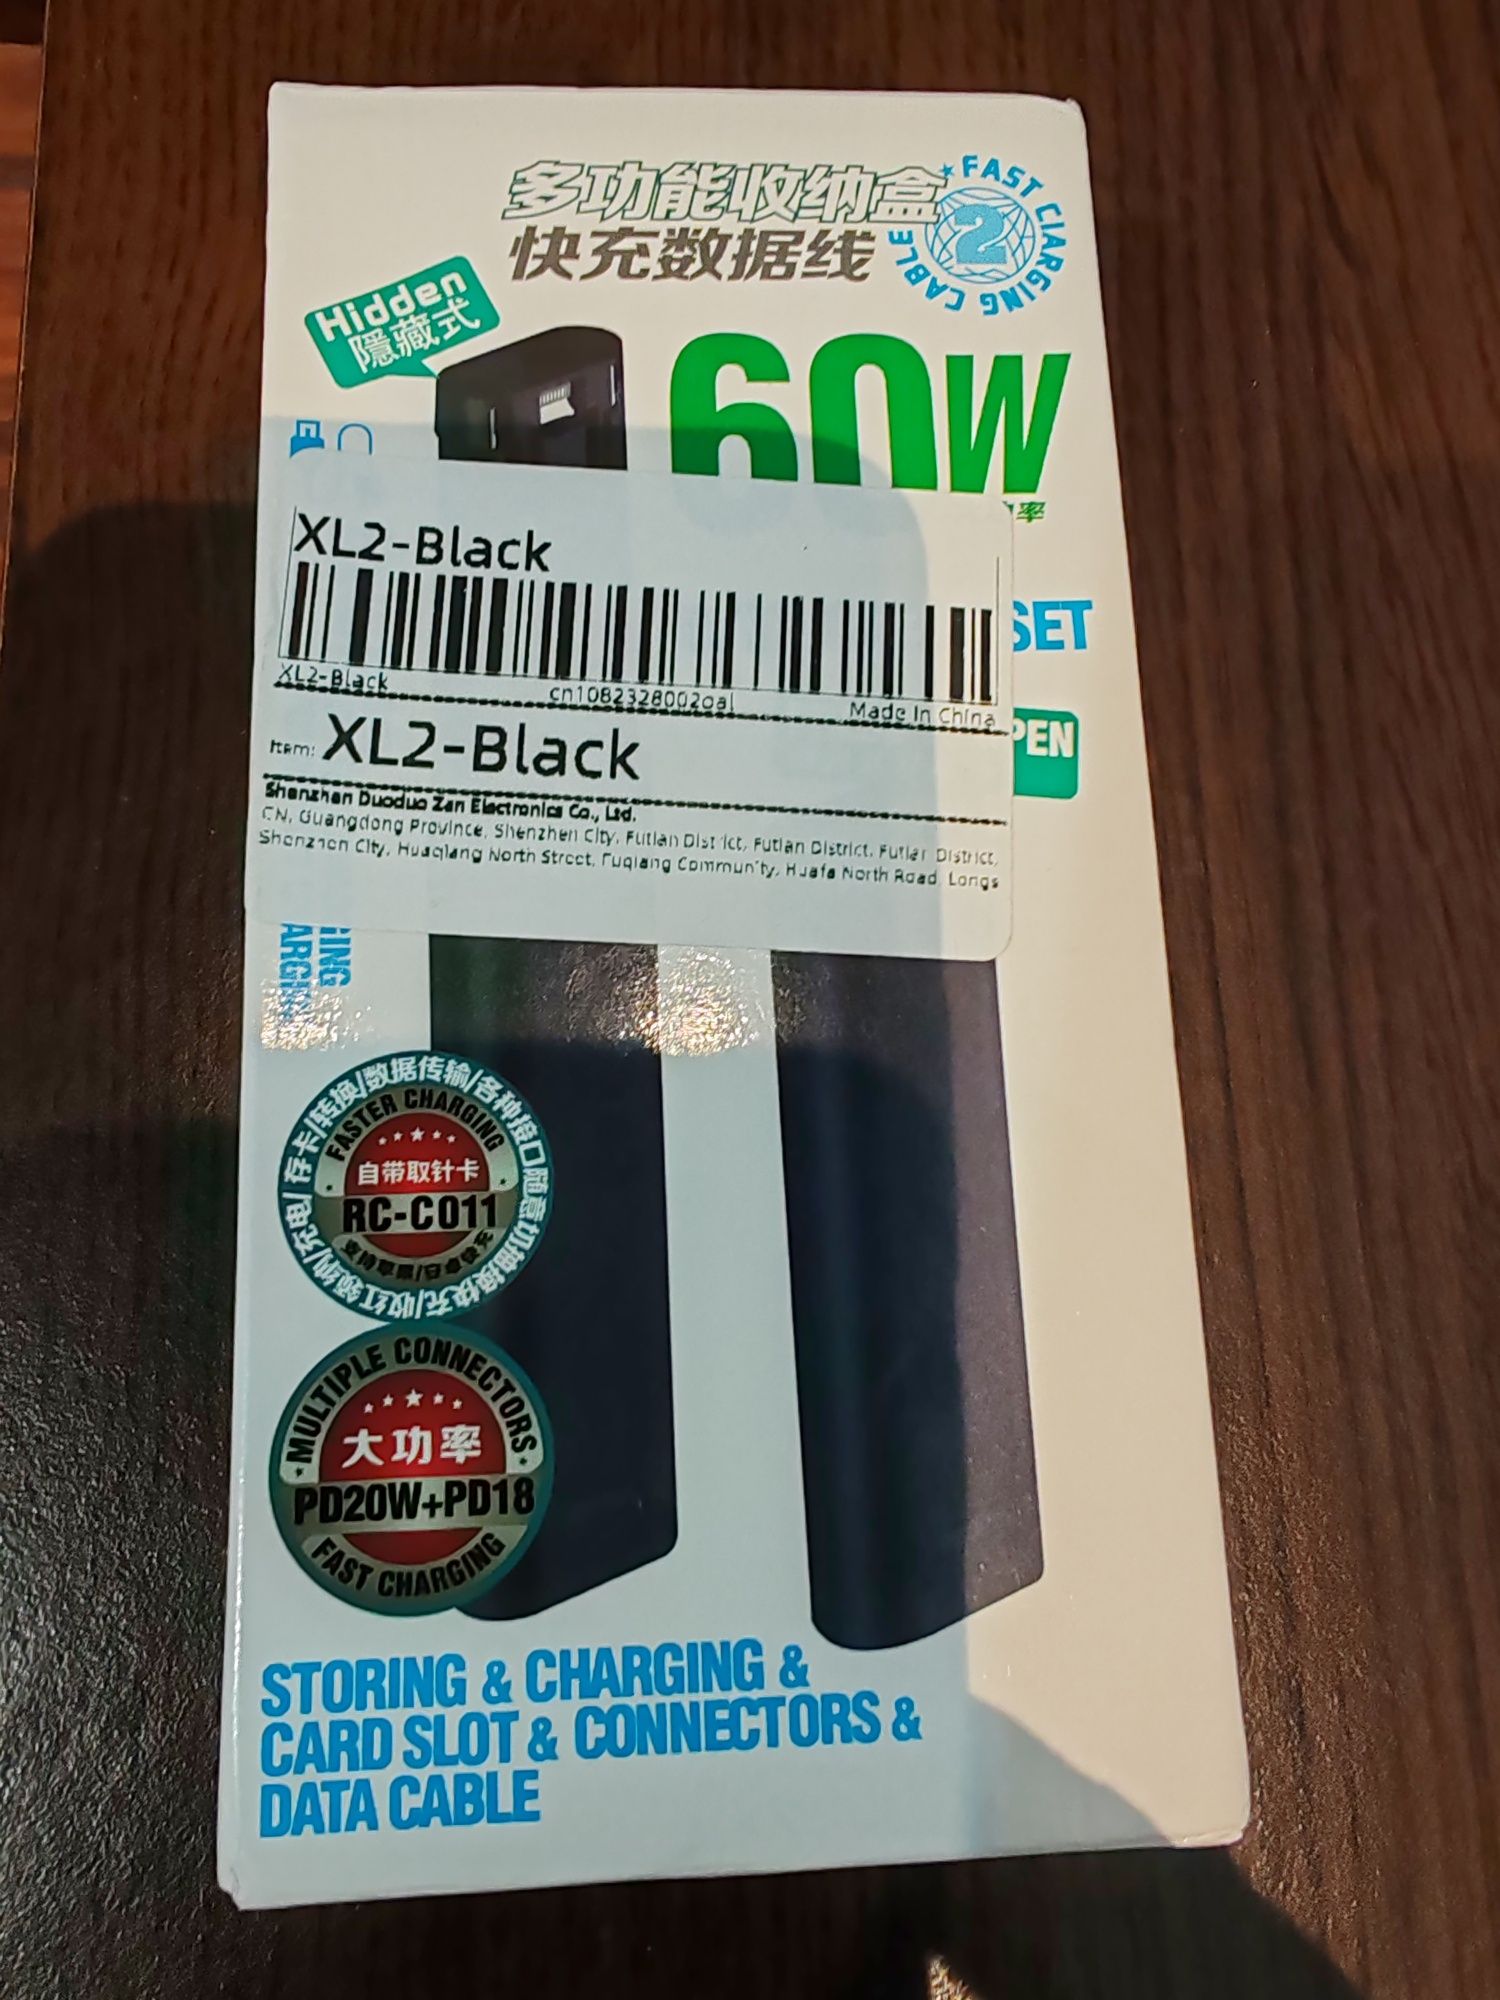 多功能收纳盒
快充数据线
FAST CIARGING CABLE
2
Hidden
隱藏式
60W
率
SET
PEN
XL2-Black
XL2-Black
cn1082328002oal
Made In China
Item: XL2-Black
Shenzhen Duoduo Zan Electronics Co., Ltd.
CN, Guangdong Province, Shenzhen City, Futian District, Futian District, Futian District,
Shenzhen City, Huaqiang North Street, Fuqiang Community, Huafa North Road, Longs
GING
ARGI
充电/存卡/转换/数据传输/各种接口随意切换
FASTER CHARGING
自带取针卡
RC-C011
MULTIPLE CONNECTORS
大功率
PD20W+PD18
FAST CHARGING
STORING & CHARGING &
CARD SLOT & CONNECTORS &
DATA CABLE